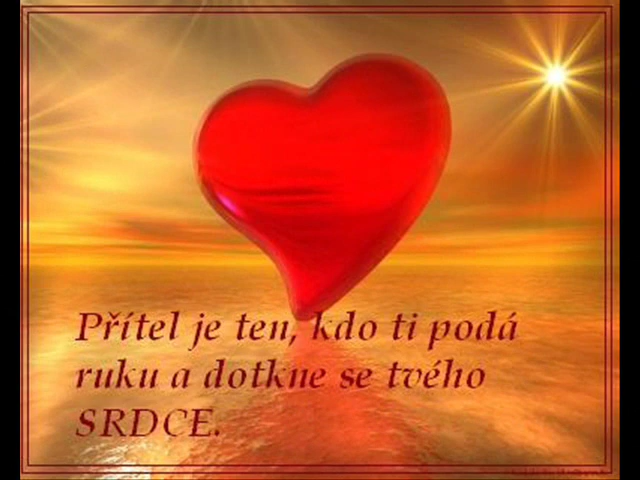 Přítel je ten, kdo ti podá
ruku a dotkne se tvého
SRDCE.